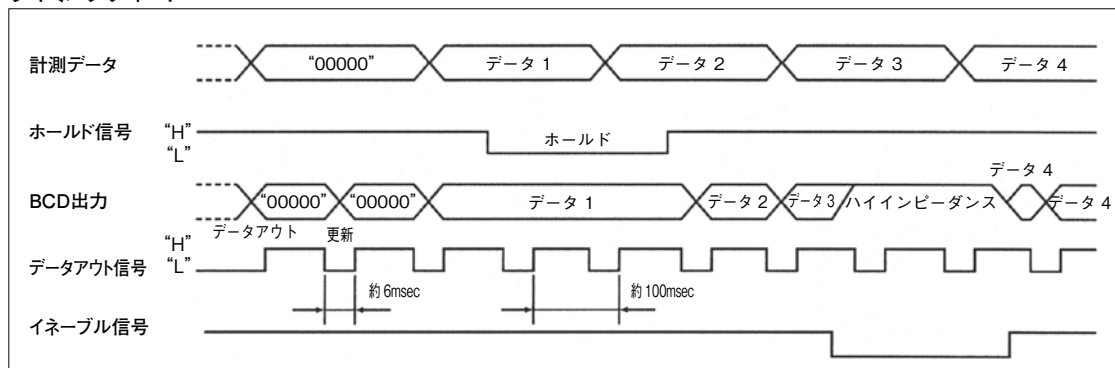 計測データ "00000" データ 1 データ 2 データ 3 データ 4
ホールド信号 "H" "L" ホールド
データ 4
BCD出力 "00000" "00000" データ 1 データ 2 データ 3 ハイインピーダンス データ 4
データアウト 更新
データアウト信号 "H" "L"
約 6msec 約 100msec
イネーブル信号